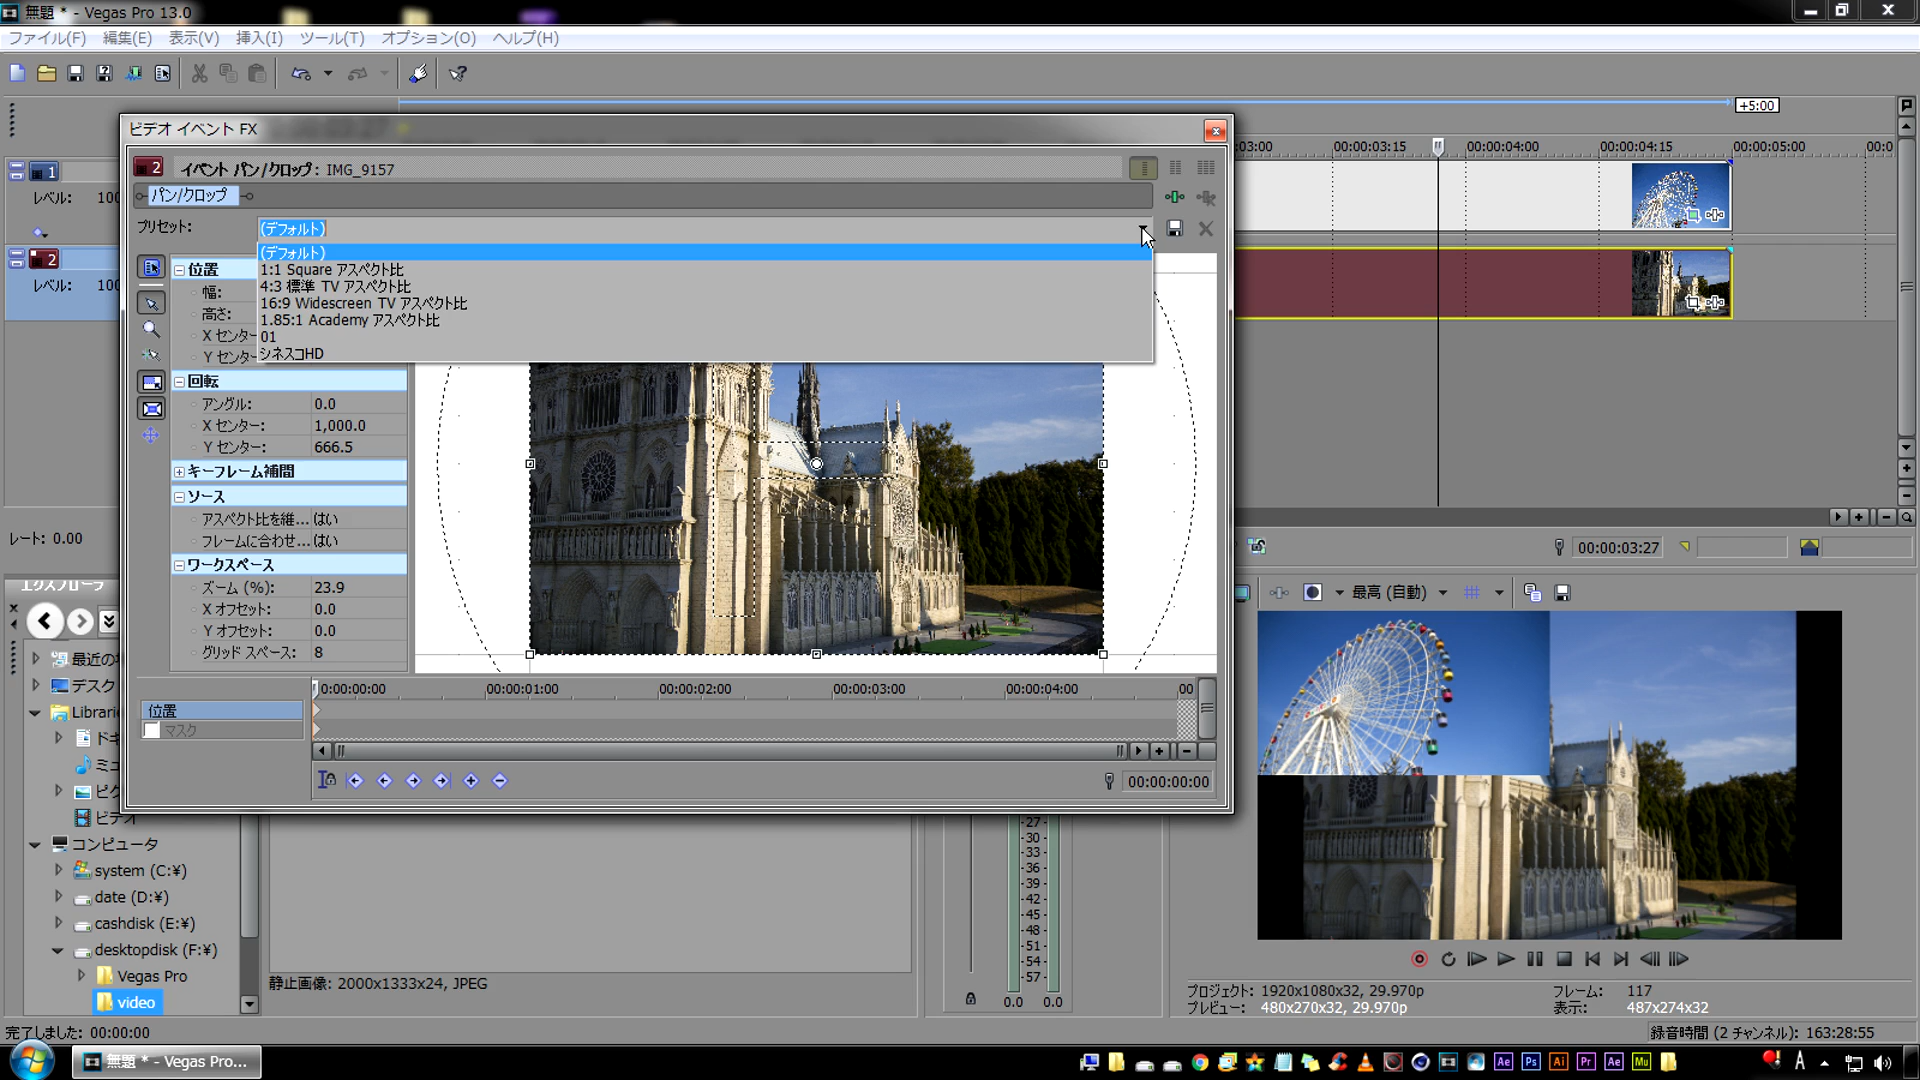 無題 * - Vegas Pro 13.0
ファイル(F) 編集(E) 表示(V) 挿入(I) ツール(T) オプション(O) ヘルプ(H)
+5:00
ビデオ イベント FX
:03:00 00:00:03:15 00:00:04:00 00:00:04:15 00:00:05:00 00:0
1
レベル: 100
2
レベル: 100
2 イベント パン/クロップ: IMG_9157
パン/クロップ
プリセット: (デフォルト)
(デフォルト)
1:1 Square アスペクト比
4:3 標準 TV アスペクト比
16:9 Widescreen TV アスペクト比
1.85:1 Academy アスペクト比
01
シネスコHD
位置
幅:
高さ:
X センター
Y センター
回転
アングル: 0.0
X センター: 1,000.0
Y センター: 666.5
キーフレーム補間
ソース
アスペクト比を維... はい
フレームに合わせ... はい
ワークスペース
ズーム (%): 23.9
X オフセット: 0.0
Y オフセット: 0.0
グリッド スペース: 8
0:00:00:00 00:00:01:00 00:00:02:00 00:00:03:00 00:00:04:00 00
位置
マスク
00:00:00:00
レート: 0.00
エクスプローラ
最近の
デスク
Librari
ドキ
ミュ
ピク
ビデオ
コンピュータ
system (C:¥)
date (D:¥)
cashdisk (E:¥)
desktopdisk (F:¥)
Vegas Pro
video
静止画像: 2000x1333x24, JPEG
-27-
-30-
-33-
-36-
-39-
-42-
-45-
-48-
-51-
-54-
-57-
0.0 0.0
00:00:03:27
最高 (自動)
プロジェクト: 1920x1080x32, 29.970p
プレビュー: 480x270x32, 29.970p
フレーム: 117
表示: 487x274x32
完了しました: 00:00:00
録音時間 (2 チャンネル): 163:28:55
無題 * - Vegas Pro...
Ae Ps Ai Pr Ae Mu
A